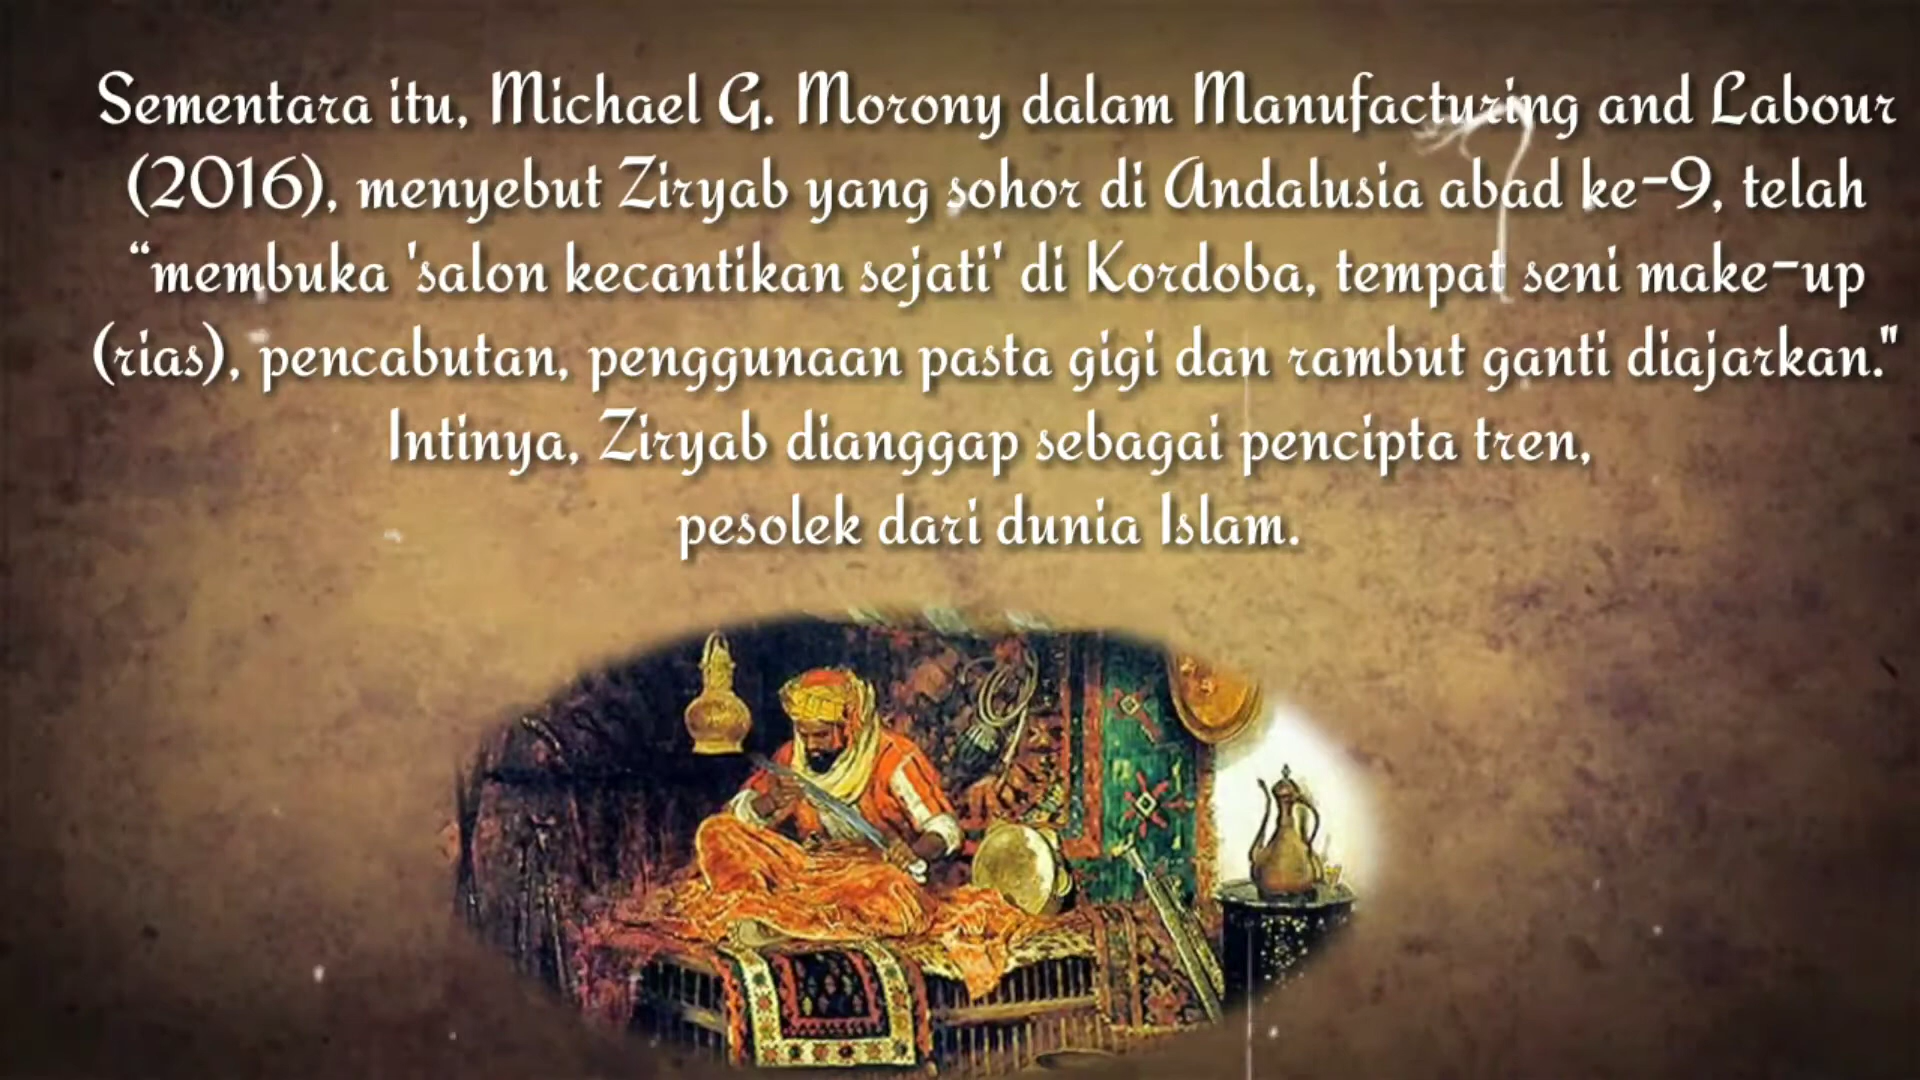 Sementara itu, Michael G. Morony dalam Manufacturing and Labour
(2016), menyebut Ziryab yang sohor di Andalusia abad ke-9, telah
“membuka 'salon kecantikan sejati' di Kordoba, tempat seni make-up
(rias), pencabutan, penggunaan pasta gigi dan rambut ganti diajarkan."
Intinya, Ziryab dianggap sebagai pencipta tren,
pesolek dari dunia Islam.